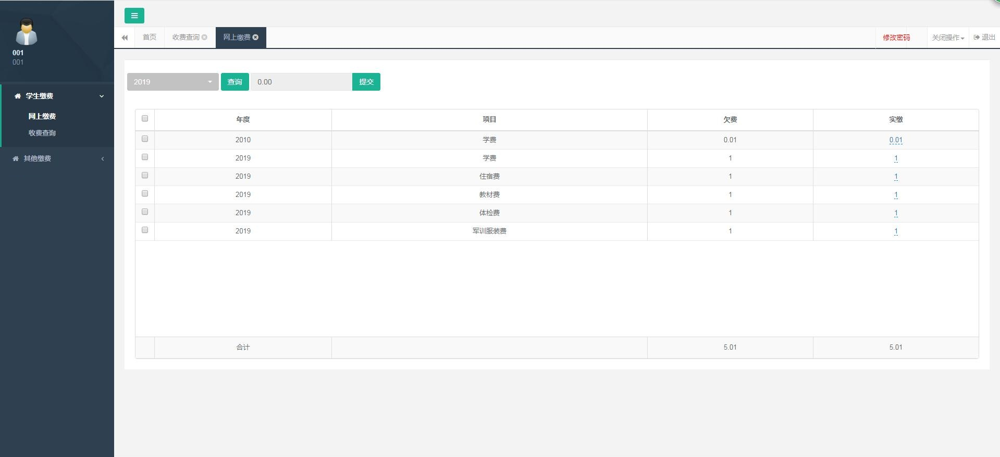 001
001
学生缴费
网上缴费
收费查询
其他缴费
首页 收费查询 网上缴费 修改密码 关闭操作 退出
2019 查询 0.00 提交
年度 项目 欠费 实缴
2010 学费 0.01 0.01
2019 学费 1 1
2019 住宿费 1 1
2019 教材费 1 1
2019 体检费 1 1
2019 军训服装费 1 1
合计 5.01 5.01